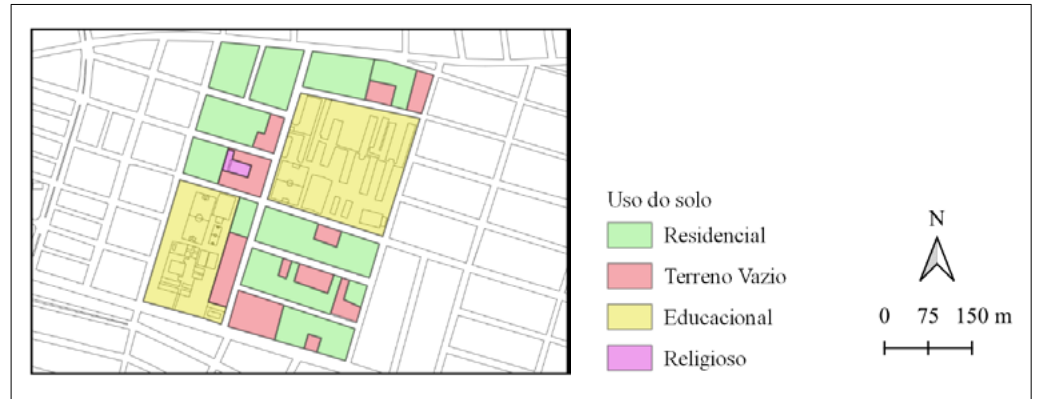 Uso do solo
Residencial
Terreno Vazio
Educacional
Religioso
N
0 75 150 m